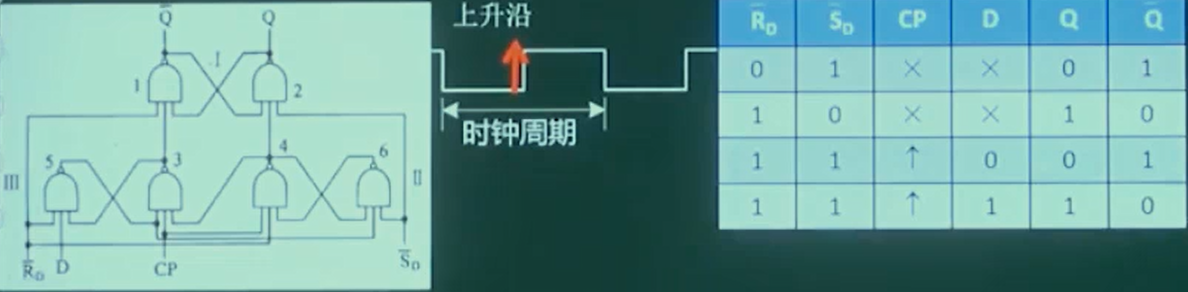 Q̅ Q
I
1 2
5 3 4 6
III II
R̅D D CP S̅D
上升沿
时钟周期
R̅D S̅D CP D Q Q̅
0 1 × × 0 1
1 0 × × 1 0
1 1 ↑ 0 0 1
1 1 ↑ 1 1 0